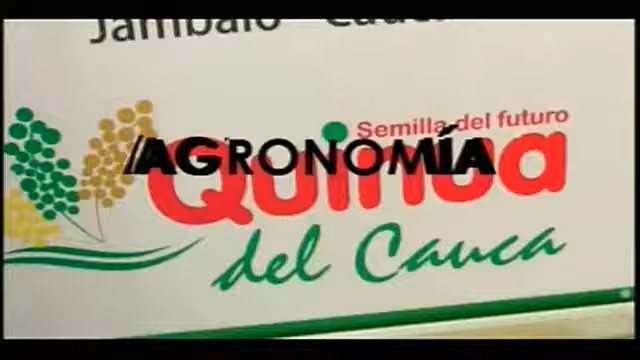 Jambaló
Semilla del futuro
AGRONOMÍA
Quinua
del Cauca